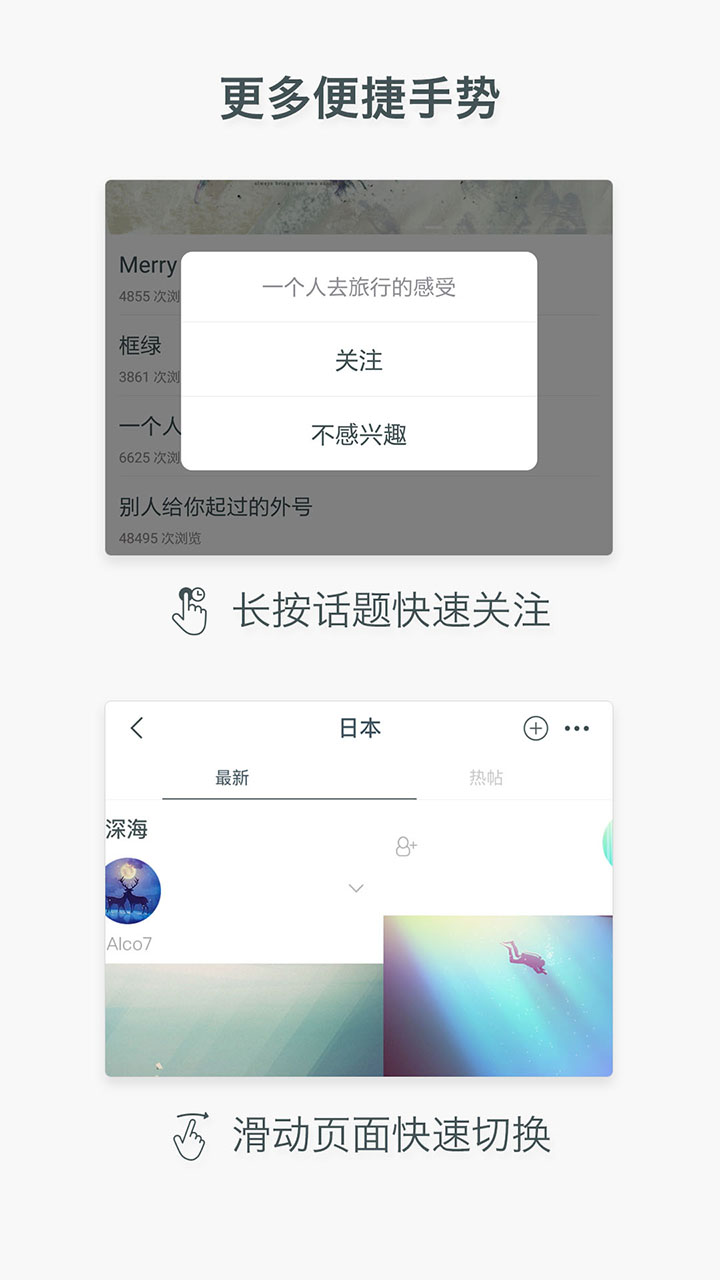 更多便捷手势
always bring your own
Merry
一个人去旅行的感受
4855 次浏
框绿
关注
3861 次浏
一个人
不感兴趣
6625 次浏
别人给你起过的外号
48495 次浏览
长按话题快速关注
日本
最新
热帖
深海
Alco7
滑动页面快速切换